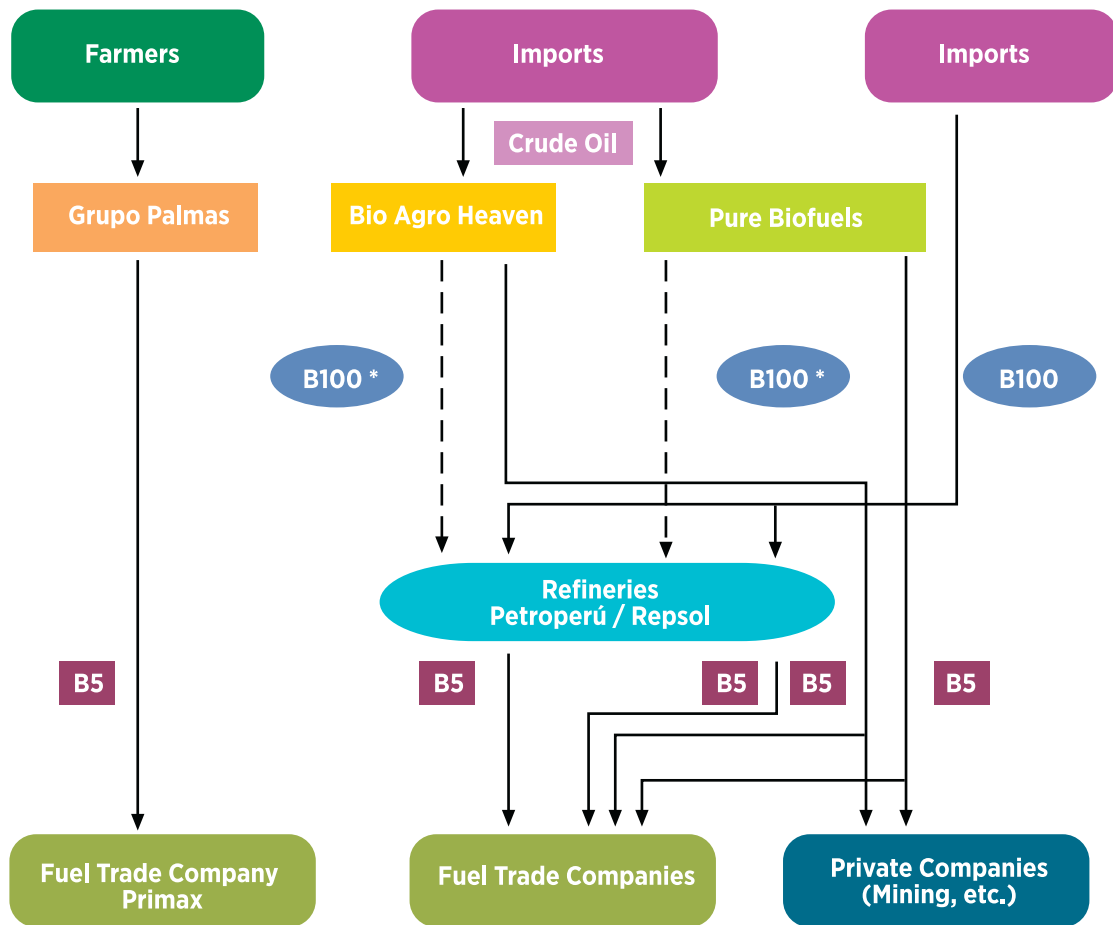 Farmers
Imports
Imports
Crude Oil
Grupo Palmas
Bio Agro Heaven
Pure Biofuels
B100 *
B100 *
B100
Refineries
Petroperú / Repsol
B5
B5
B5
B5
B5
Fuel Trade Company
Primax
Fuel Trade Companies
Private Companies
(Mining, etc.)